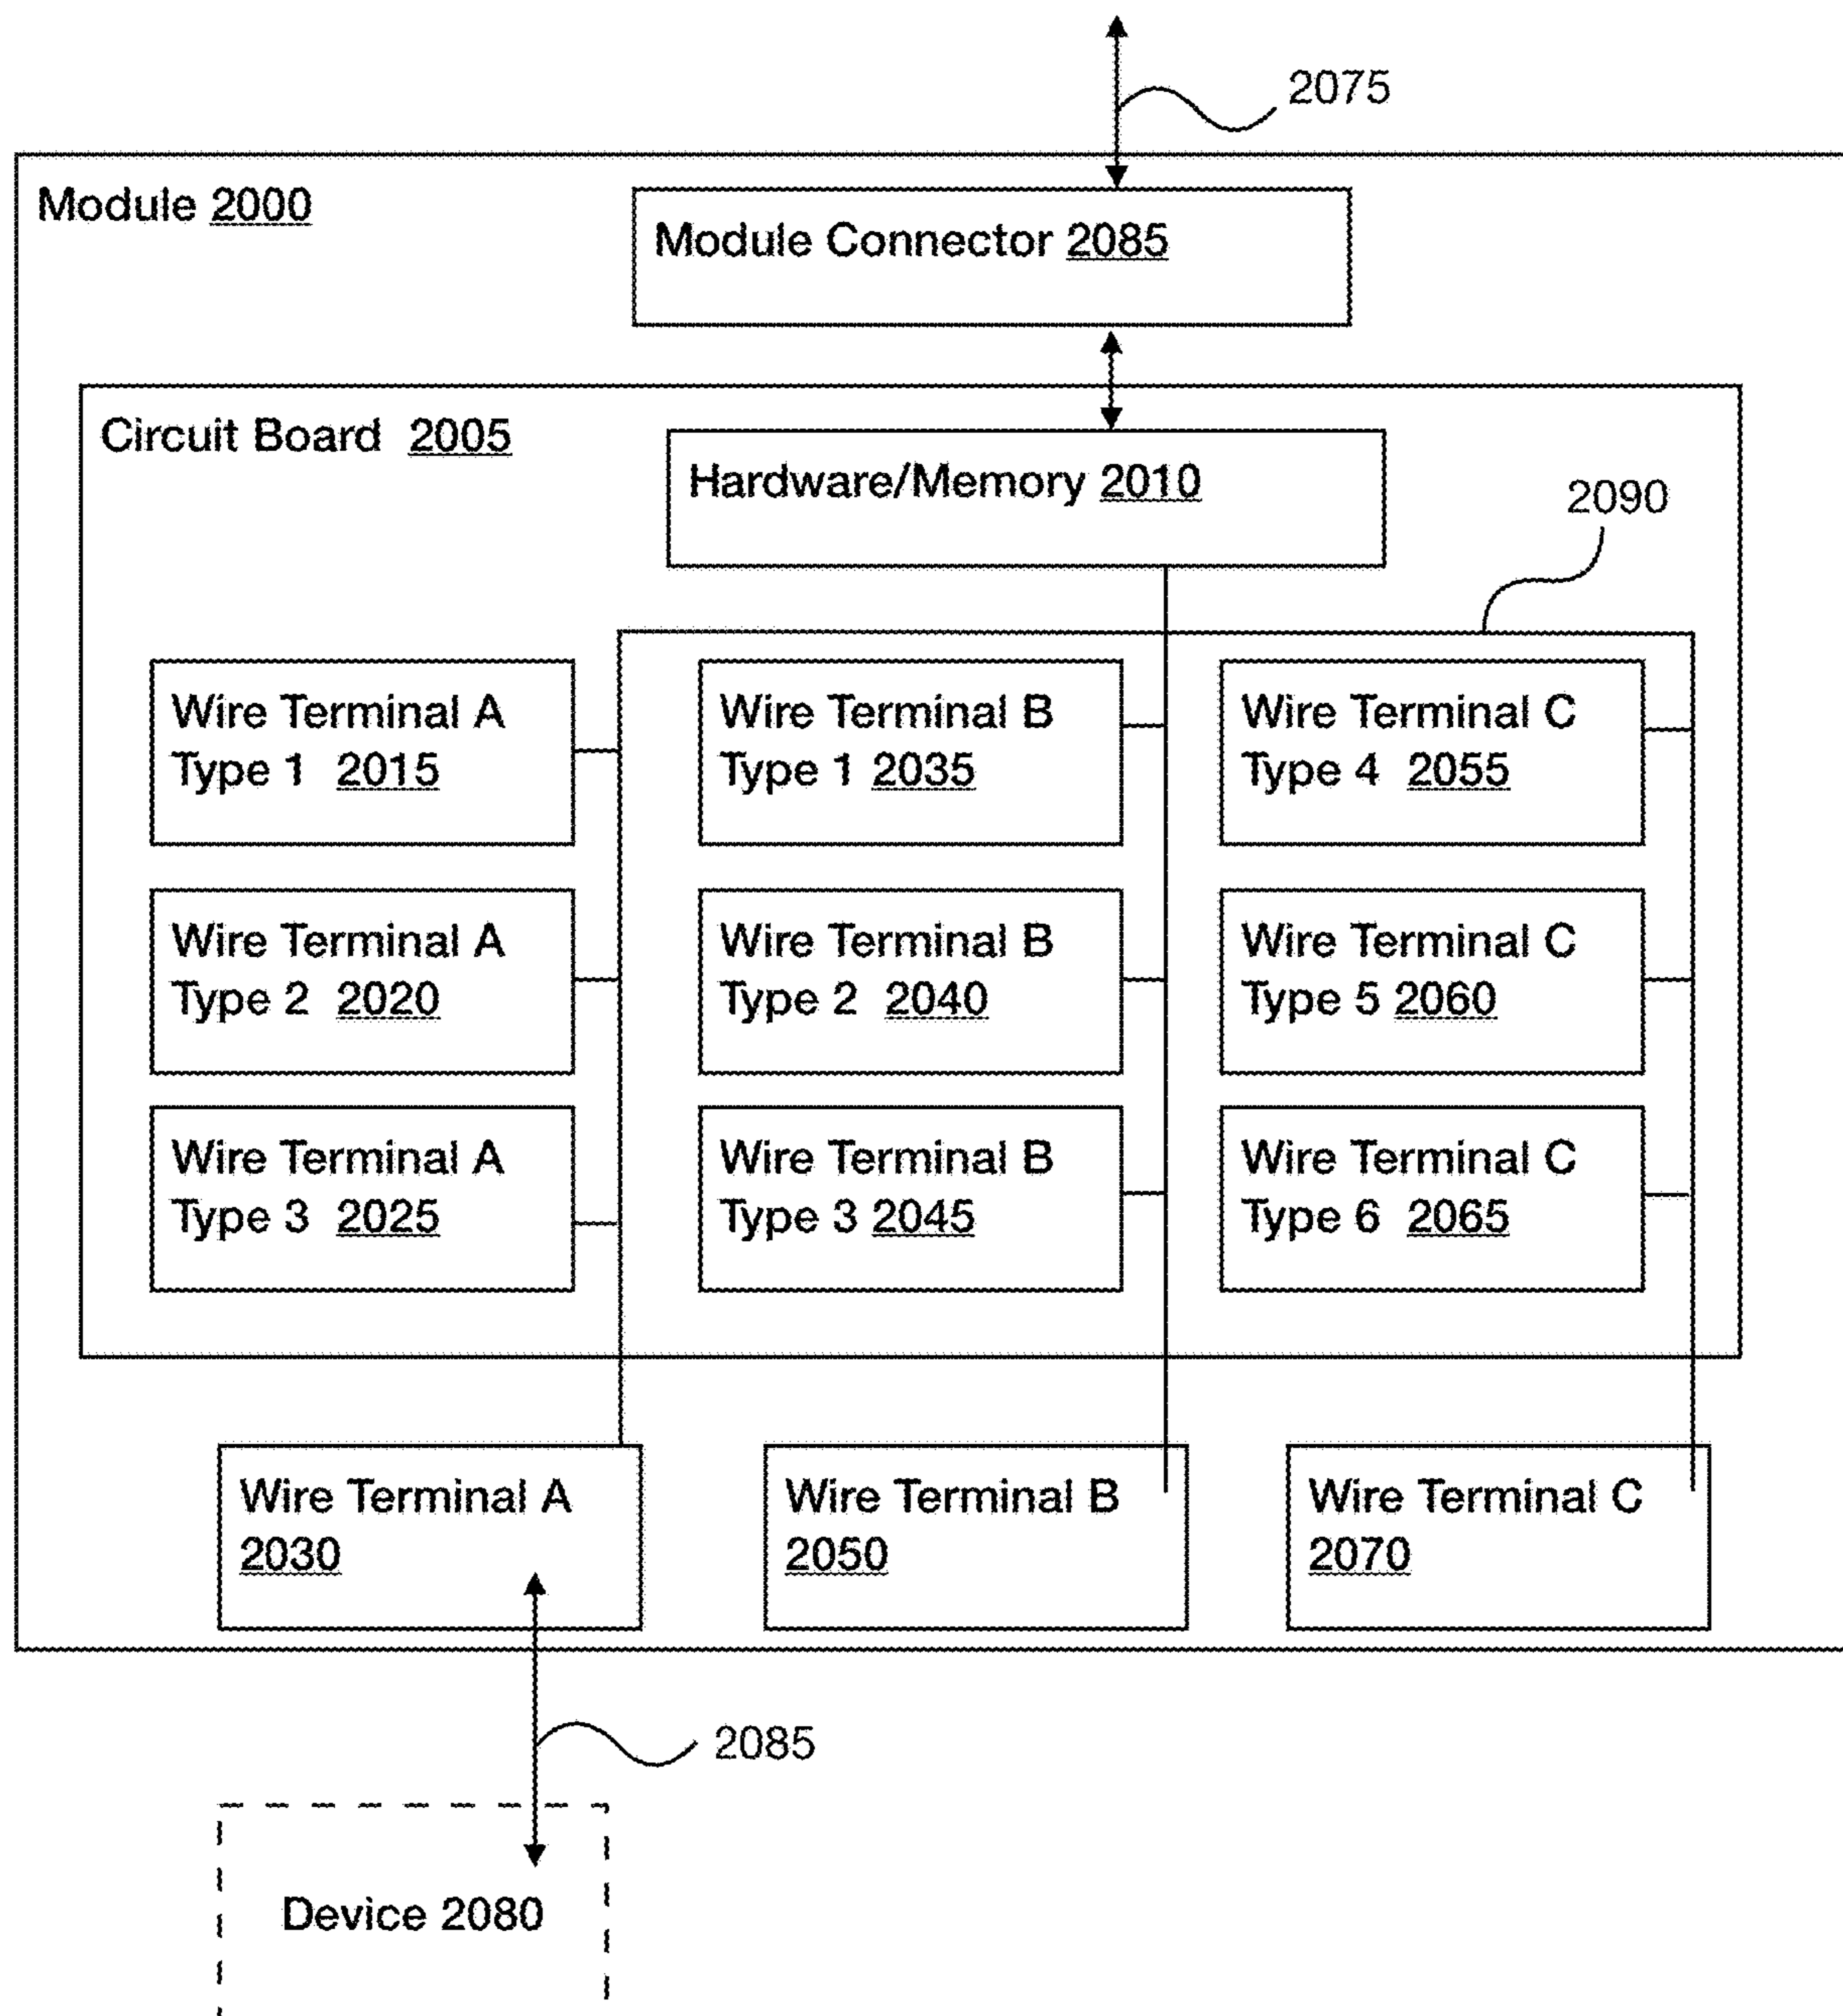 2075
Module 2000
Module Connector 2085
Circuit Board 2005
Hardware/Memory 2010
2090
Wire Terminal A
Type 1 2015
Wire Terminal B
Type 1 2035
Wire Terminal C
Type 4 2055
Wire Terminal A
Type 2 2020
Wire Terminal B
Type 2 2040
Wire Terminal C
Type 5 2060
Wire Terminal A
Type 3 2025
Wire Terminal B
Type 3 2045
Wire Terminal C
Type 6 2065
Wire Terminal A
2030
Wire Terminal B
2050
Wire Terminal C
2070
2085
Device 2080